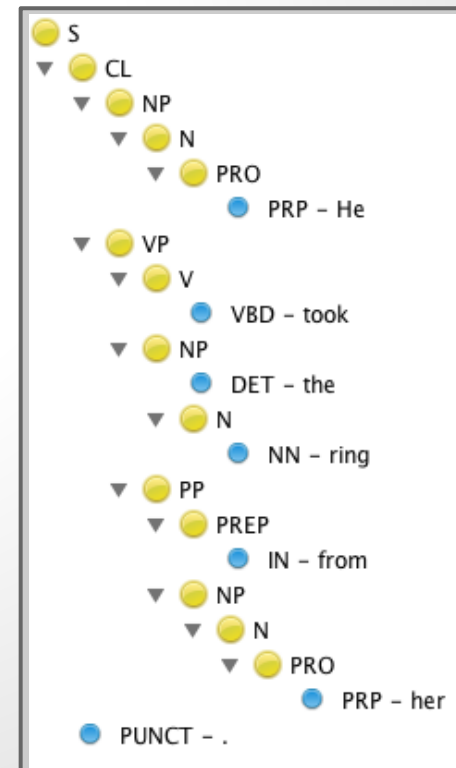 S
CL
NP
N
PRO
PRP – He
VP
V
VBD – took
NP
DET – the
N
NN – ring
PP
PREP
IN – from
NP
N
PRO
PRP – her
PUNCT – .